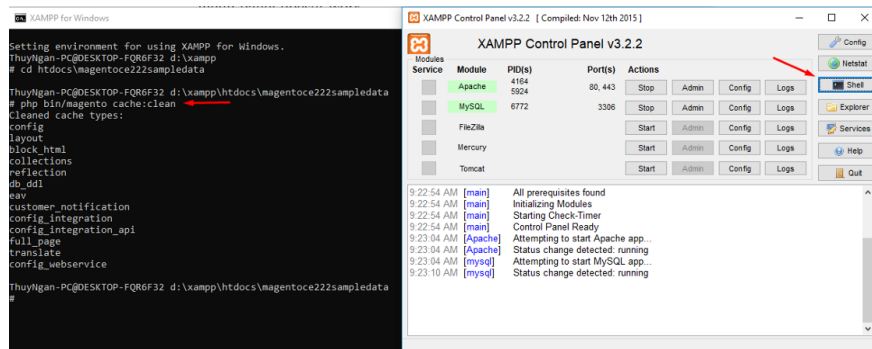 XAMPP for Windows
Setting environment for using XAMPP for Windows.
ThuyNgan-PC@DESKTOP-FQR6F32 d:\xampp
# cd htdocs\magentoce222sampledata
ThuyNgan-PC@DESKTOP-FQR6F32 d:\xampp\htdocs\magentoce222sampledata
# php bin/magento cache:clean
Cleaned cache types:
config
layout
block_html
collections
reflection
db_ddl
eav
customer_notification
config_integration
config_integration_api
full_page
translate
config_webservice
ThuyNgan-PC@DESKTOP-FQR6F32 d:\xampp\htdocs\magentoce222sampledata
#
XAMPP Control Panel v3.2.2 [ Compiled: Nov 12th 2015 ]
XAMPP Control Panel v3.2.2
Config
Modules
Service Module PID(s) Port(s) Actions
Netstat
Apache 4164 5924 80, 443 Stop Admin Config Logs
Shell
MySQL 6772 3306 Stop Admin Config Logs
Explorer
FileZilla Start Admin Config Logs
Services
Mercury Start Admin Config Logs
Help
Tomcat Start Admin Config Logs
Quit
9:22:54 AM [main] All prerequisites found
9:22:54 AM [main] Initializing Modules
9:22:54 AM [main] Starting Check-Timer
9:22:54 AM [main] Control Panel Ready
9:23:04 AM [Apache] Attempting to start Apache app...
9:23:04 AM [Apache] Status change detected: running
9:23:04 AM [mysql] Attempting to start MySQL app...
9:23:10 AM [mysql] Status change detected: running